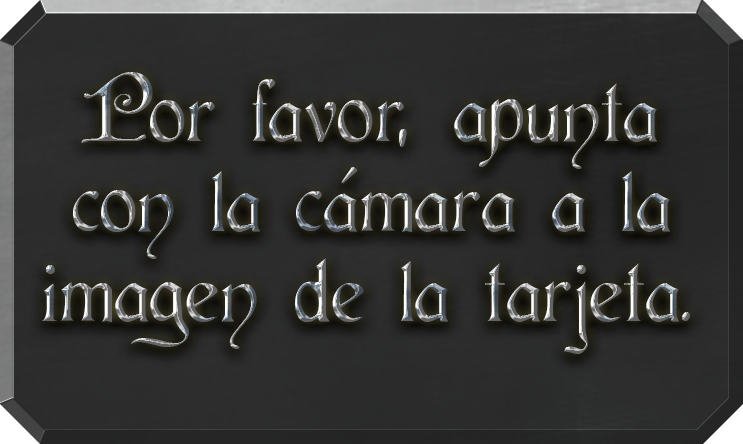 Por favor, apunta
con la cámara a la
imagen de la tarjeta.